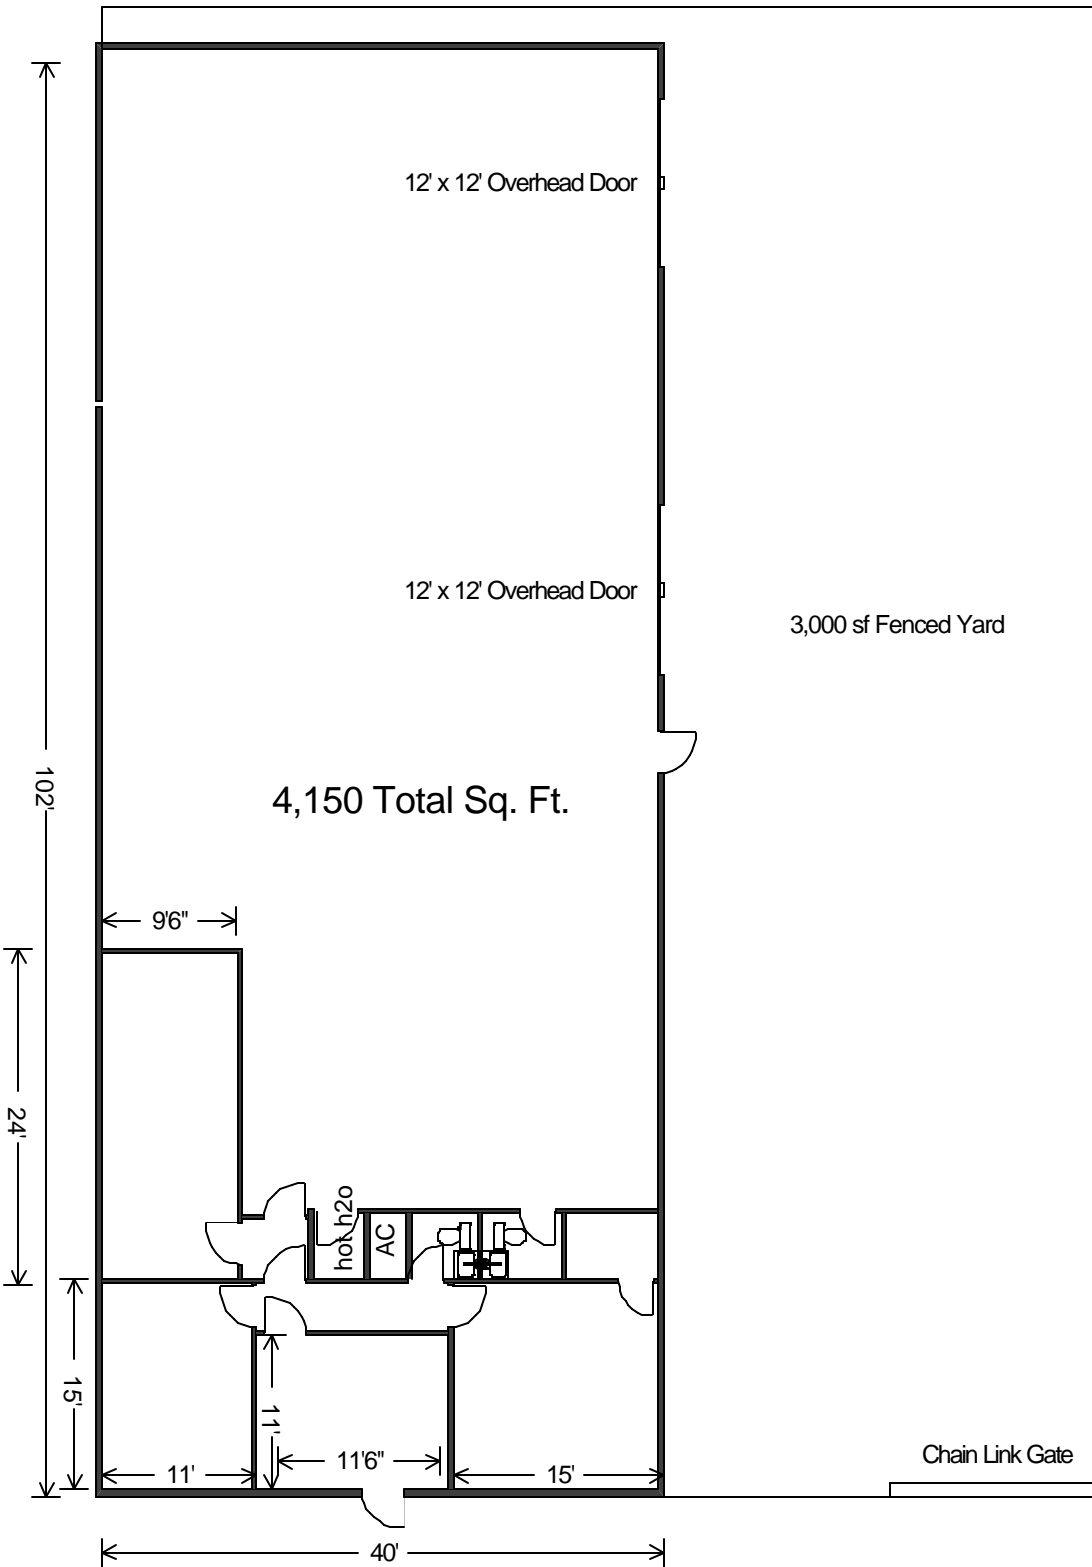 12' x 12' Overhead Door
12' x 12' Overhead Door
3,000 sf Fenced Yard
102'
4,150 Total Sq. Ft.
9'6"
24'
hot h2o
AC
15'
11'
11'
11'6"
15'
Chain Link Gate
40'